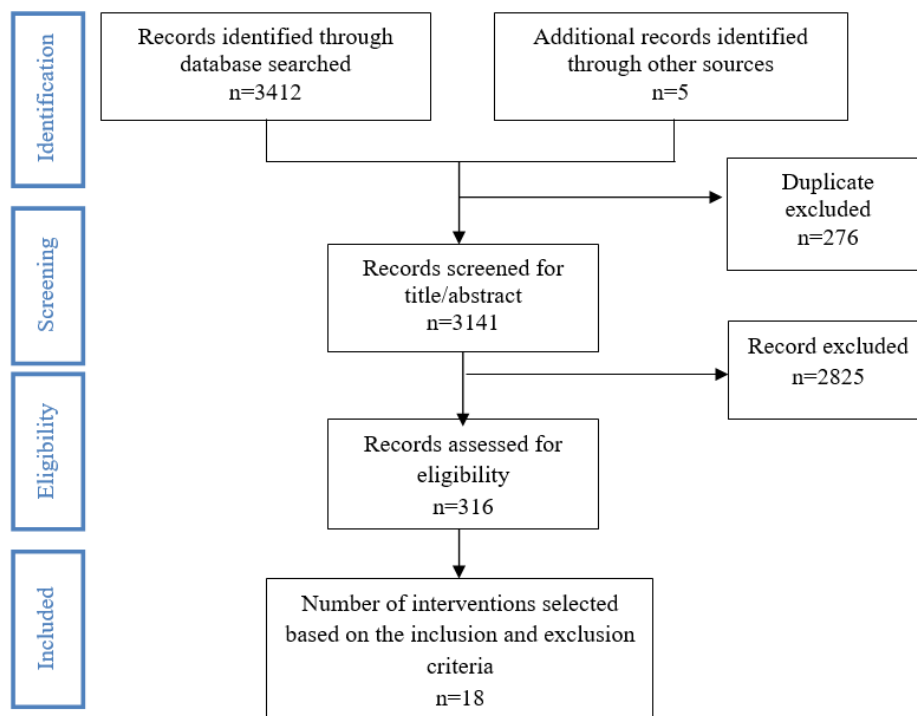 Identification
Records identified through
database searched
n=3412
Additional records identified
through other sources
n=5
Duplicate
excluded
n=276
Screening
Records screened for
title/abstract
n=3141
Record excluded
n=2825
Eligibility
Records assessed for
eligibility
n=316
Included
Number of interventions selected
based on the inclusion and exclusion
criteria
n=18